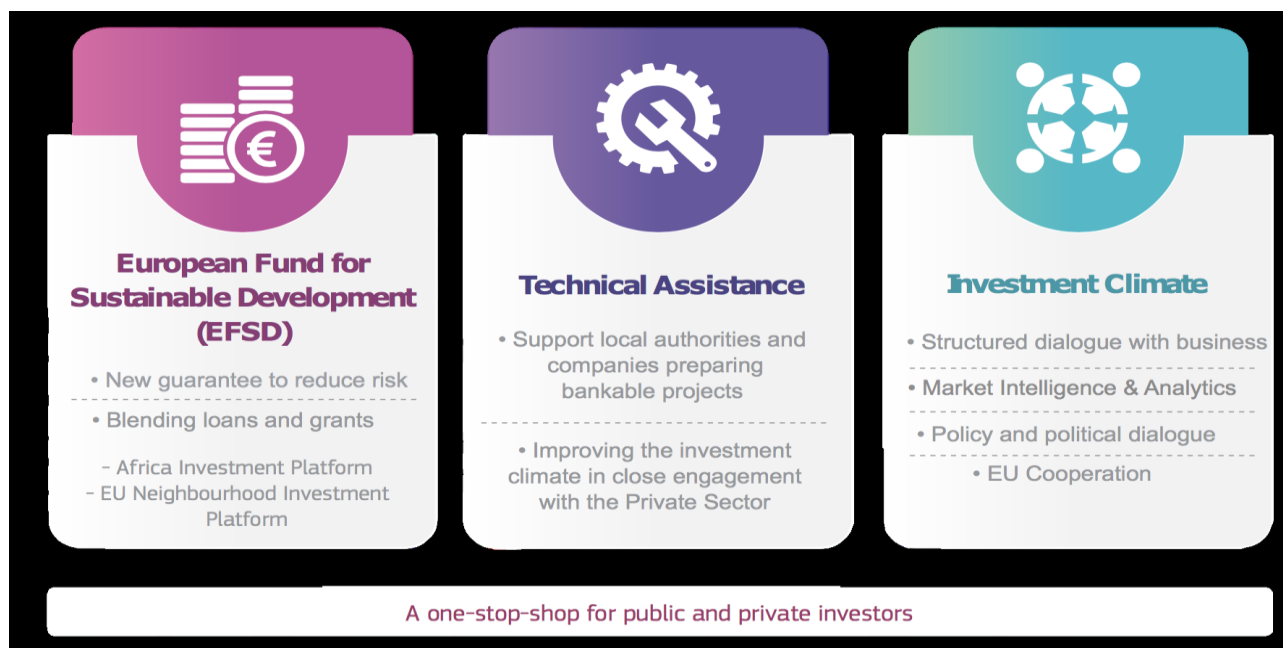 European Fund for
Sustainable Development
(EFSD)
• New guarantee to reduce risk
• Blending loans and grants
- Africa Investment Platform
- EU Neighbourhood Investment
Platform
Technical Assistance
• Support local authorities and
companies preparing
bankable projects
• Improving the investment
climate in close engagement
with the Private Sector
Investment Climate
• Structured dialogue with business
• Market Intelligence & Analytics
• Policy and political dialogue
• EU Cooperation
A one-stop-shop for public and private investors